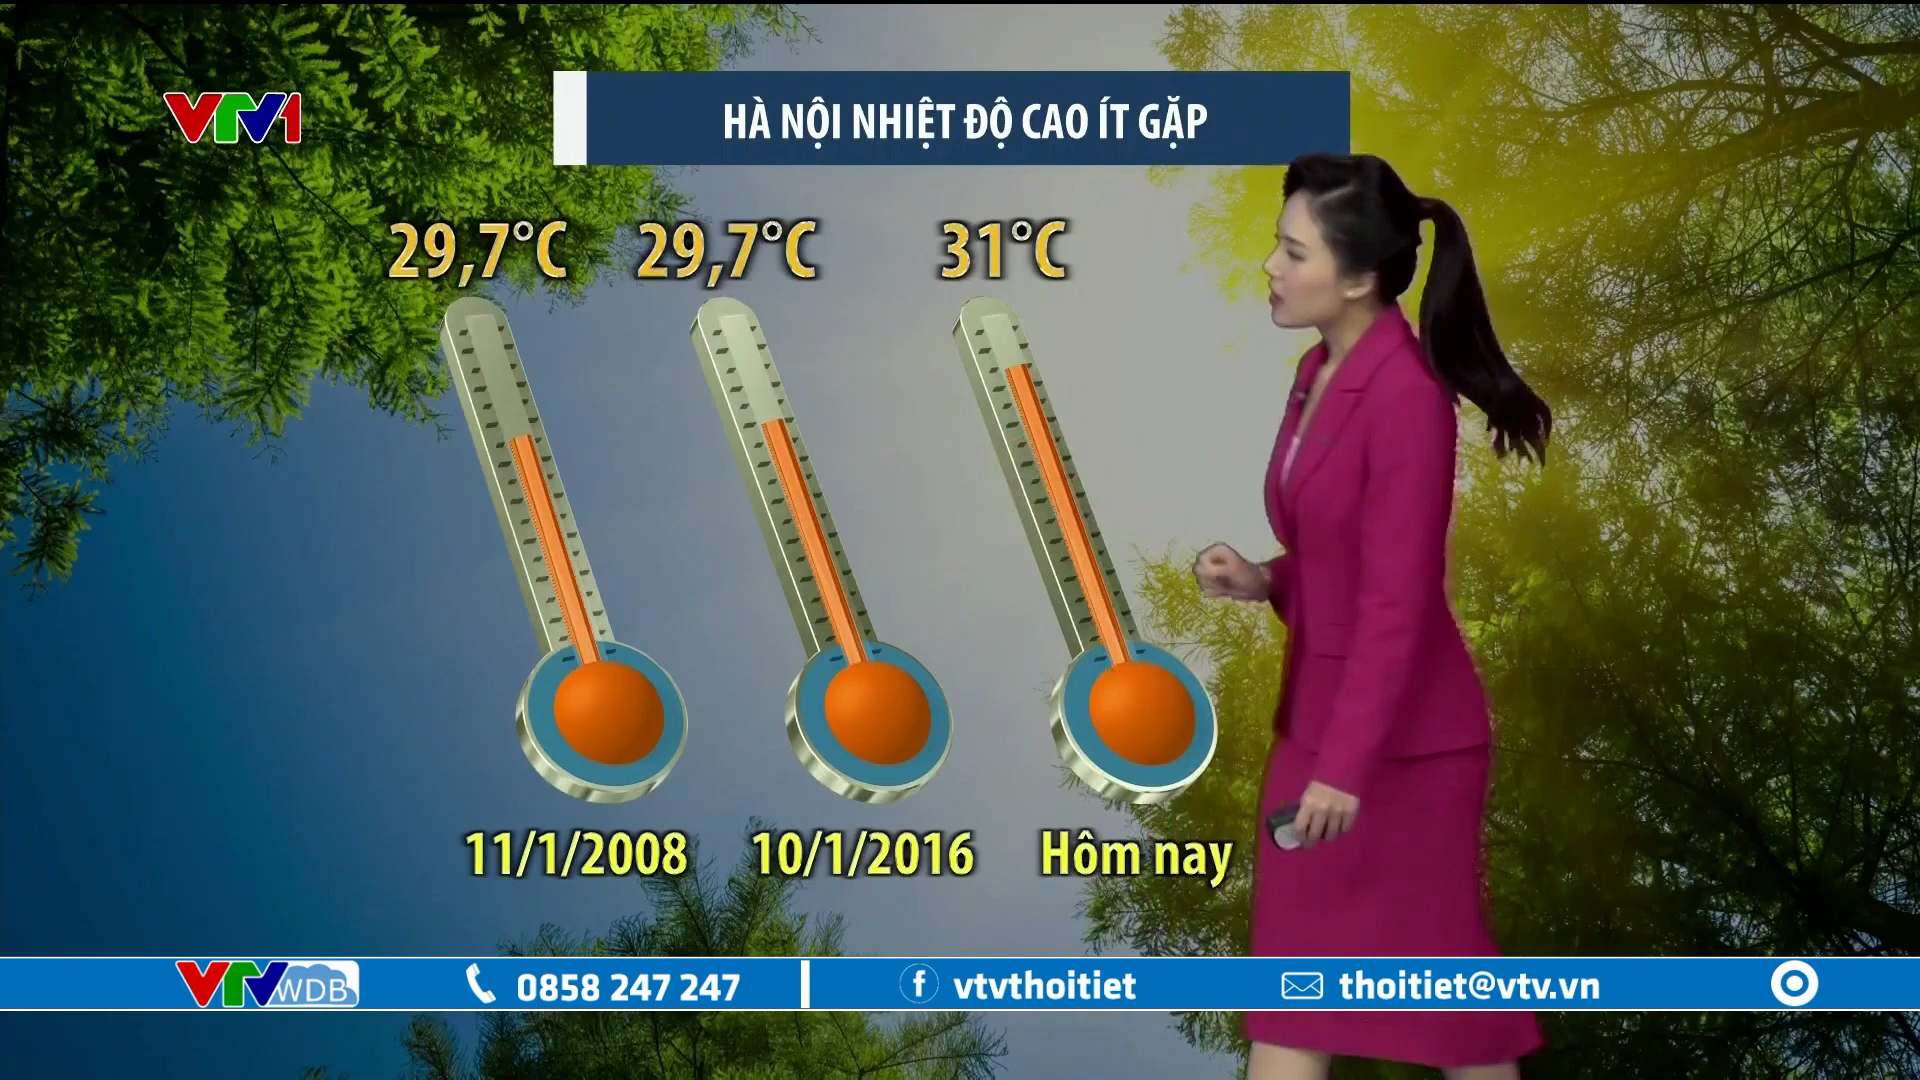 VTV1
HÀ NỘI NHIỆT ĐỘ CAO ÍT GẶP
29,7°C 29,7°C 31°C
11/1/2008 10/1/2016 Hôm nay
VTV WDB 0858 247 247 f vtvthoitiet thoitiet@vtv.vn